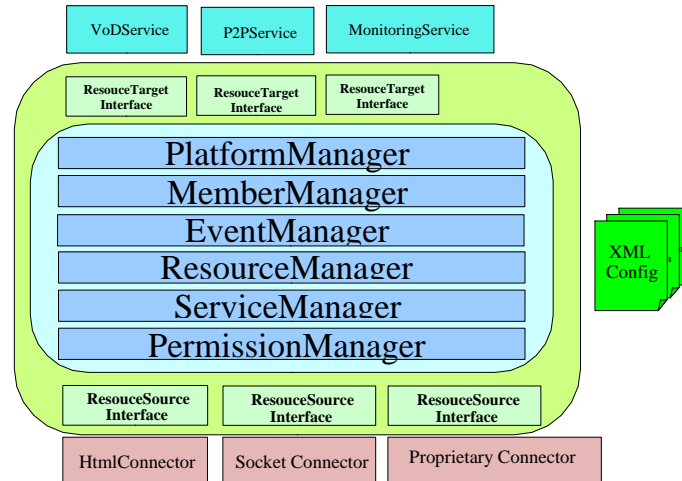 VoDService
P2PService
MonitoringService
ResouceTarget
Interface
ResouceTarget
Interface
ResouceTarget
Interface
PlatformManager
MemberManager
EventManager
ResourceManager
ServiceManager
PermissionManager
XML
Config
ResouceSource
Interface
ResouceSource
Interface
ResouceSource
Interface
HtmlConnector
Socket Connector
Proprietary Connector